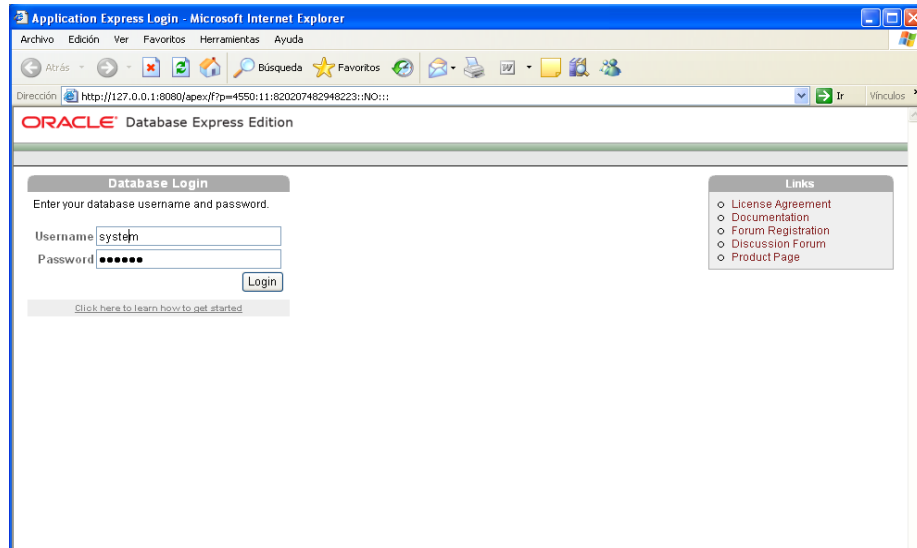 Application Express Login - Microsoft Internet Explorer
Archivo Edición Ver Favoritos Herramientas Ayuda
Atrás Búsqueda Favoritos
Dirección http://127.0.0.1:8080/apex/f?p=4550:11:820207482948223::NO::: Ir Vínculos
ORACLE Database Express Edition
Database Login
Enter your database username and password.
Username system
Password ●●●●●●
Login
Click here to learn how to get started
Links
License Agreement
Documentation
Forum Registration
Discussion Forum
Product Page